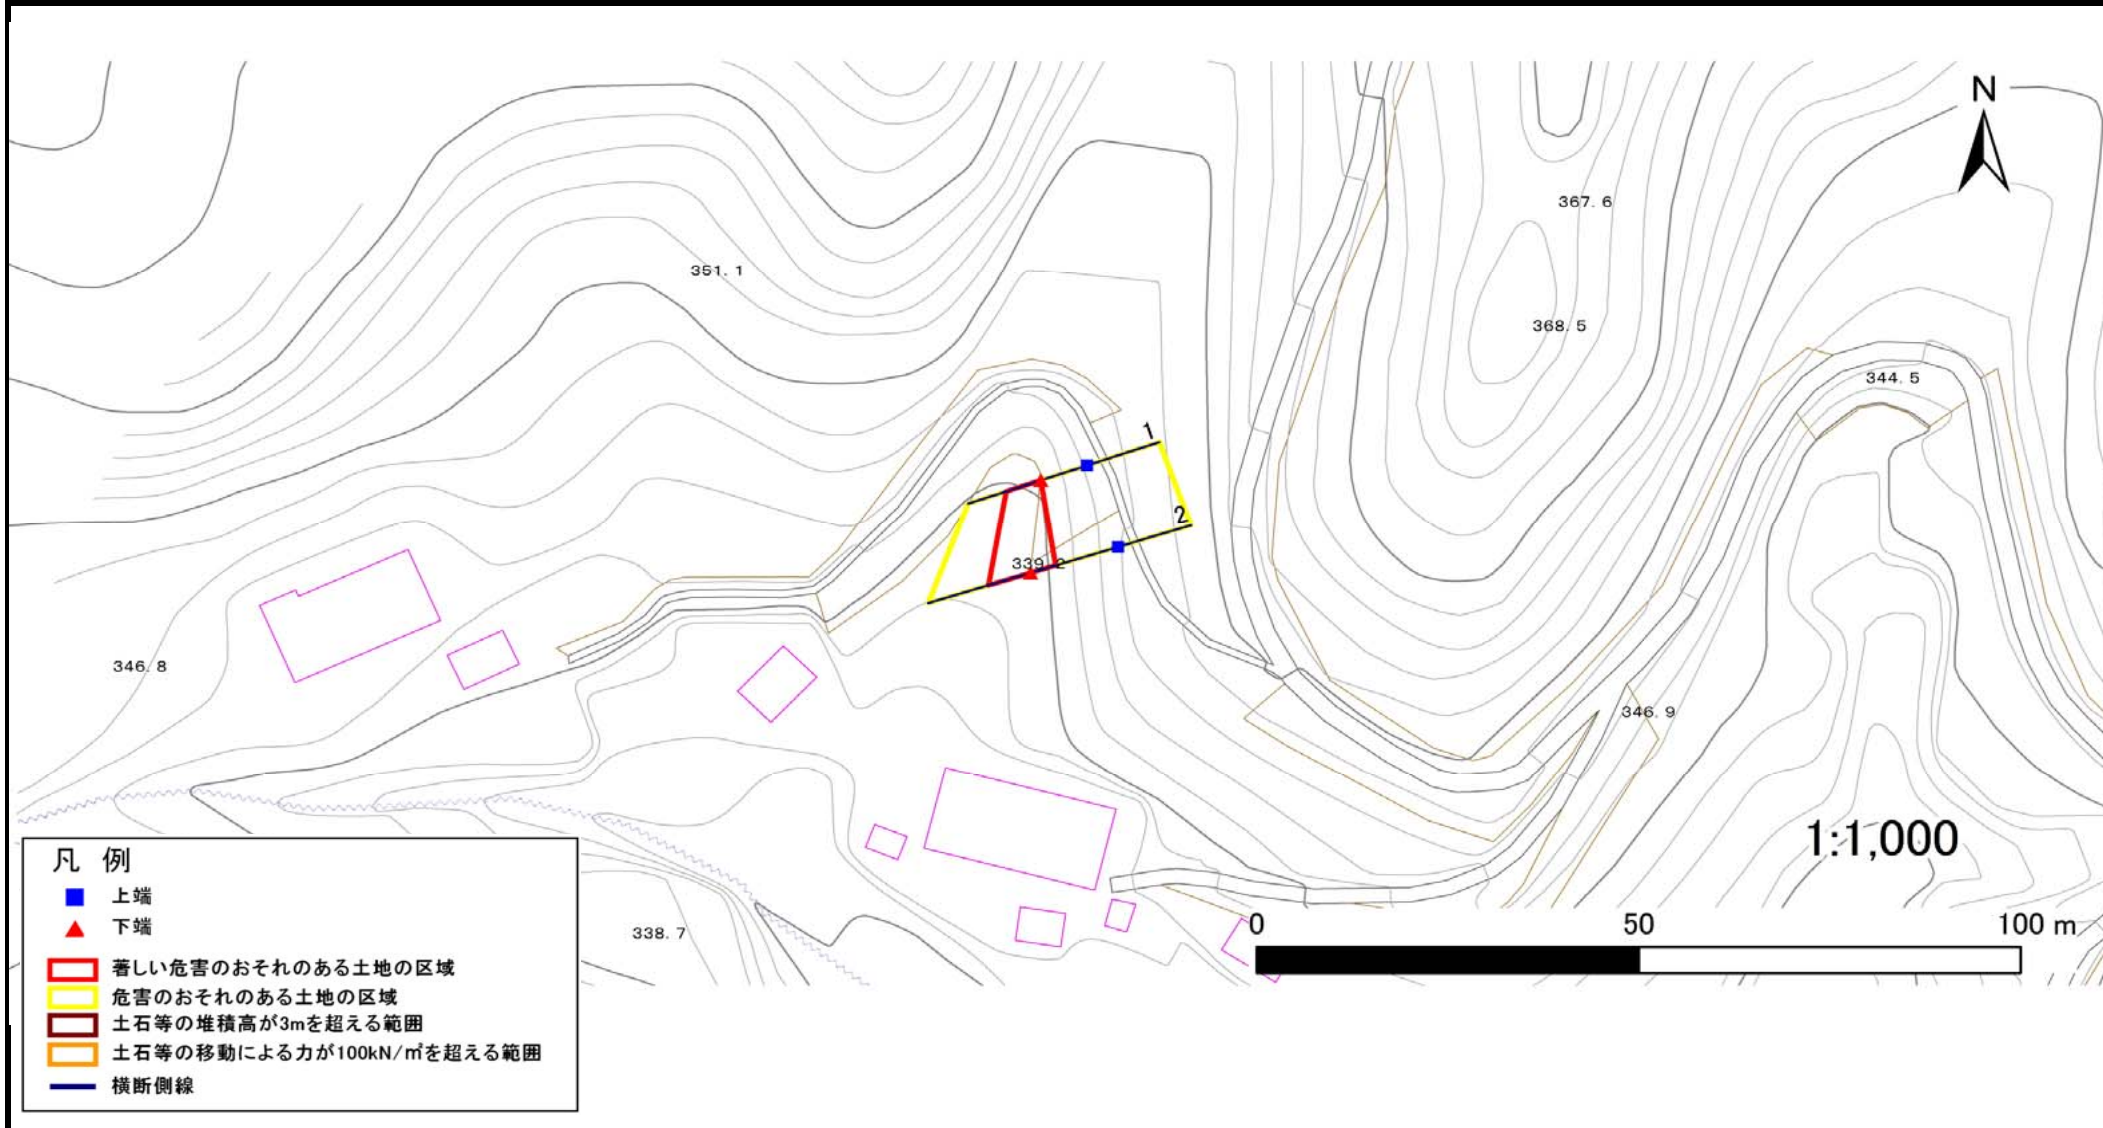 N
367. 6
351. 1
368. 5
344. 5
1
2
339. 2
346. 8
346. 9
1:1,000
凡 例
上端
下端
著しい危害のおそれのある土地の区域
危害のおそれのある土地の区域
土石等の堆積高が3mを超える範囲
土石等の移動による力が100kN/㎡を超える範囲
横断側線
338. 7
0 50 100 m